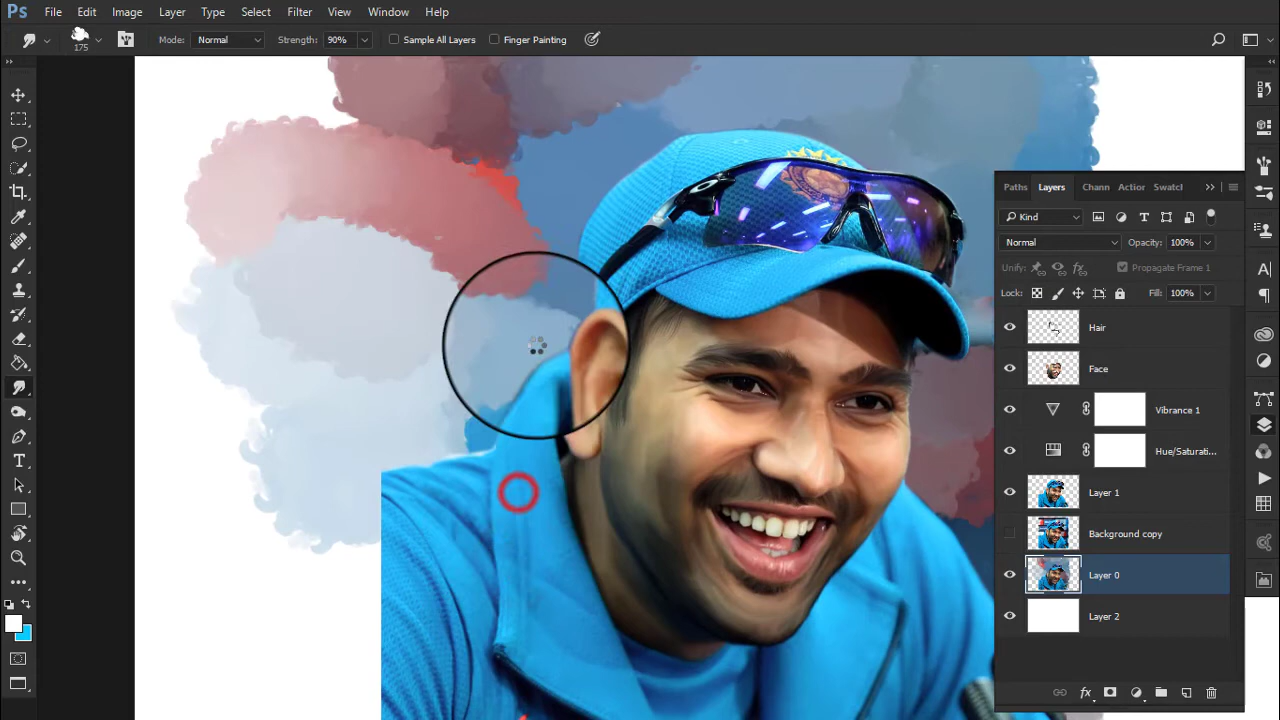 Ps File Edit Image Layer Type Select Filter View Window Help
175 Mode: Normal Strength: 90% Sample All Layers Finger Painting
Paths Layers Chann Actior Swatcl
Kind
Normal Opacity: 100%
Unify: Propagate Frame 1
Lock: Fill: 100%
Hair
Face
Vibrance 1
Hue/Saturati...
Layer 1
Background copy
Layer 0
Layer 2
fx